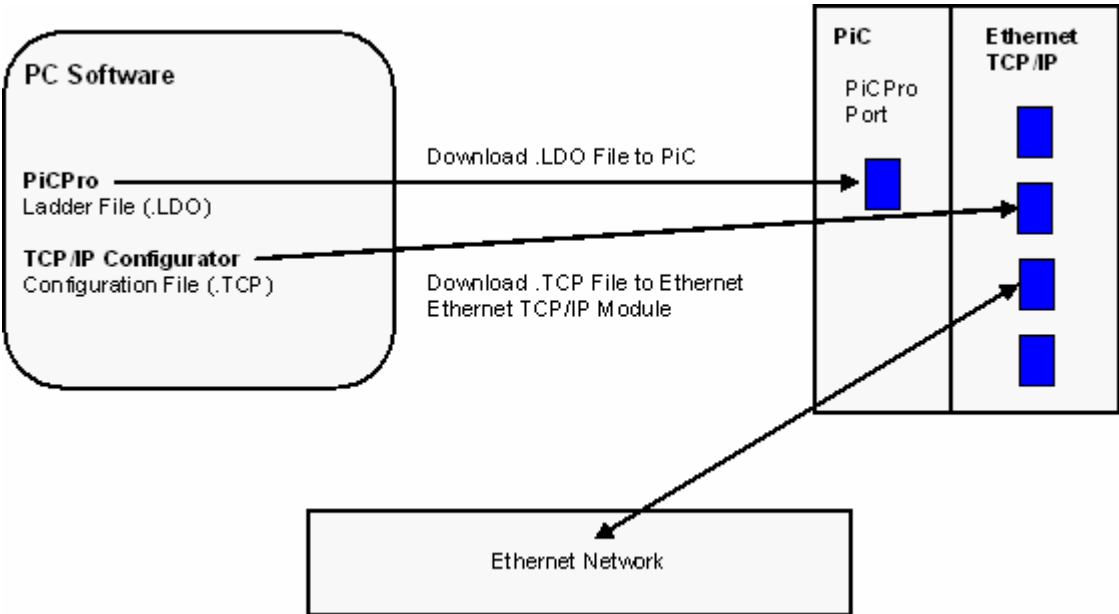 PC Software
PiCPro
Ladder File (.LDO)
TCP/IP Configurator
Configuration File (.TCP)
Download .LDO File to PiC
Download .TCP File to Ethernet
Ethernet TCP/IP Module
PiC
PiCPro
Port
Ethernet
TCP/IP
Ethernet Network